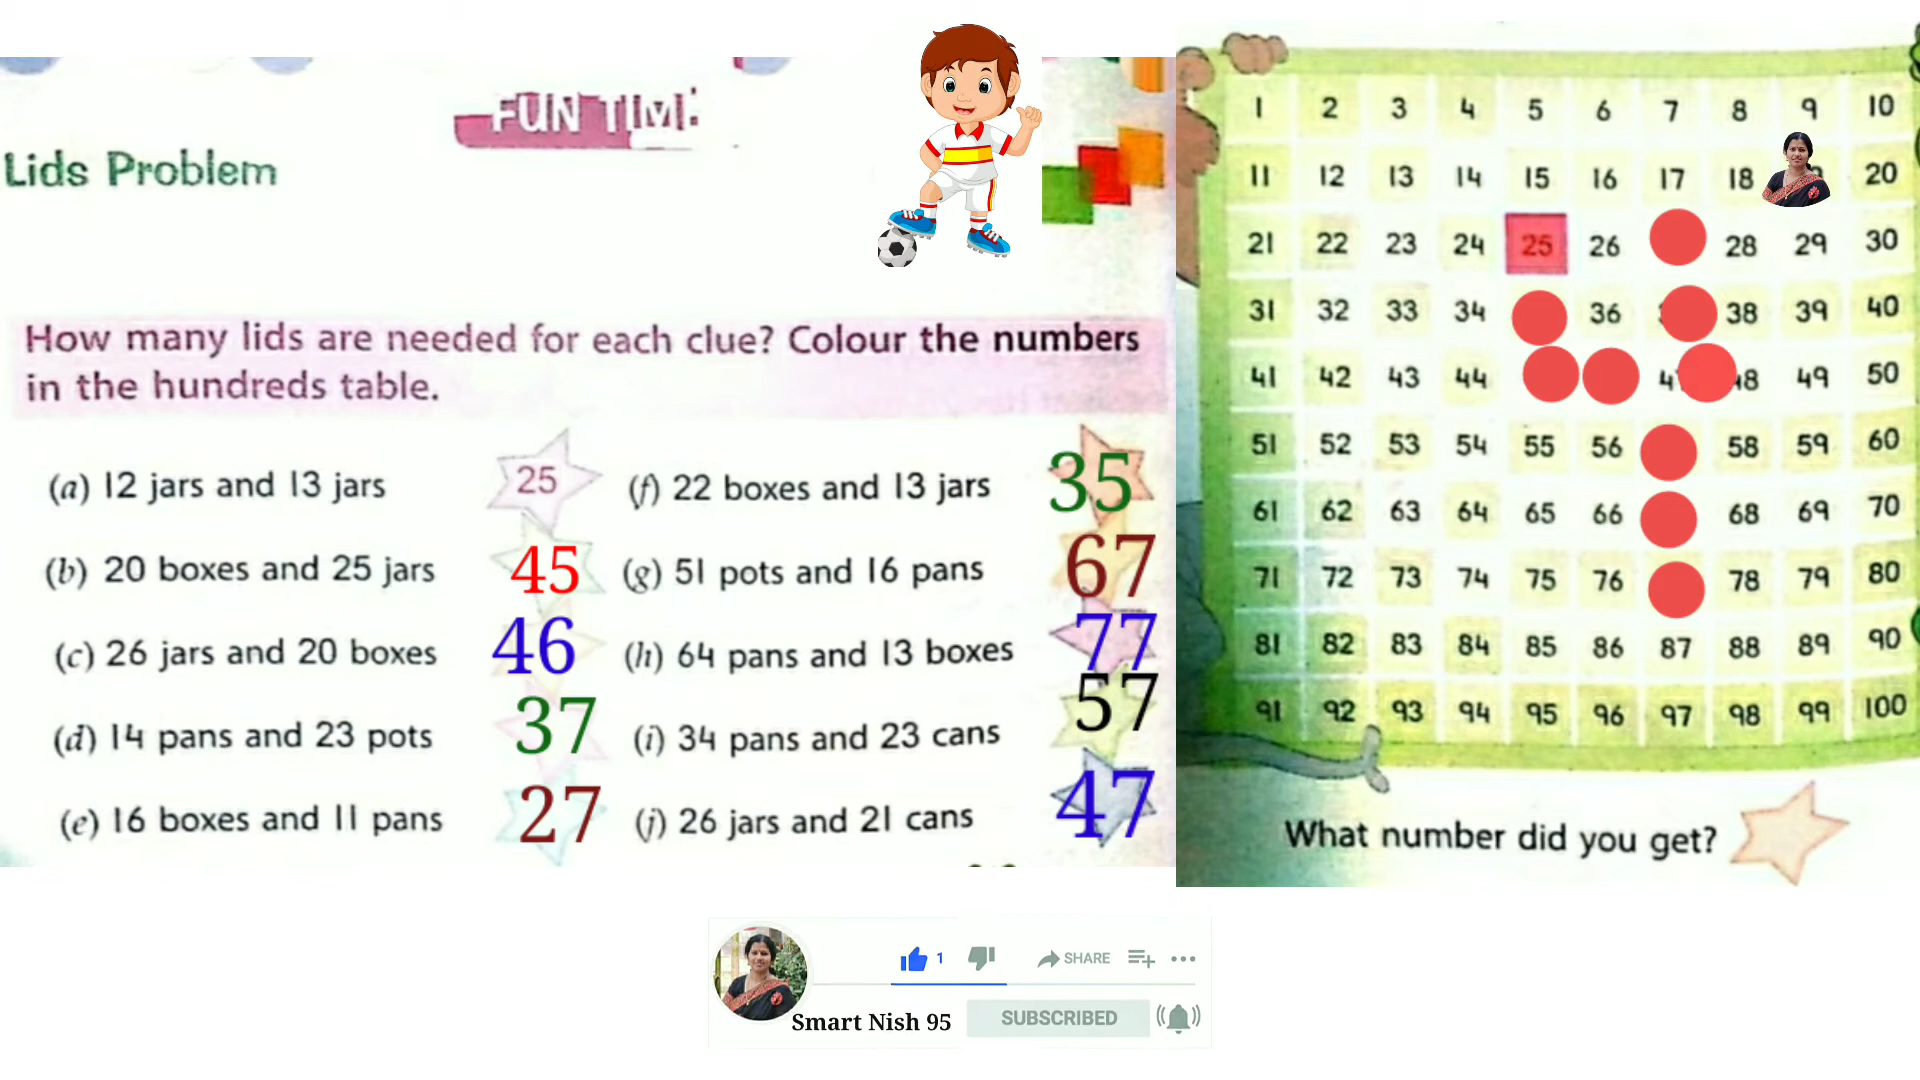 FUN TIM
Lids Problem
How many lids are needed for each clue? Colour the numbers
in the hundreds table.
(a) 12 jars and 13 jars 25
(b) 20 boxes and 25 jars 45
(c) 26 jars and 20 boxes 46
(d) 14 pans and 23 pots 37
(e) 16 boxes and 11 pans 27
(f) 22 boxes and 13 jars 35
(g) 51 pots and 16 pans 67
(h) 64 pans and 13 boxes 77
(i) 34 pans and 23 cans 57
(j) 26 jars and 21 cans 47
1 2 3 4 5 6 7 8 9 10
11 12 13 14 15 16 17 18 20
21 22 23 24 25 26 28 29 30
31 32 33 34 36 38 39 40
41 42 43 44 49 50
51 52 53 54 55 56 58 59 60
61 62 63 64 65 66 68 69 70
71 72 73 74 75 76 78 79 80
81 82 83 84 85 86 87 88 89 90
91 92 93 94 95 96 97 98 99 100
What number did you get?
1 SHARE
Smart Nish 95 SUBSCRIBED